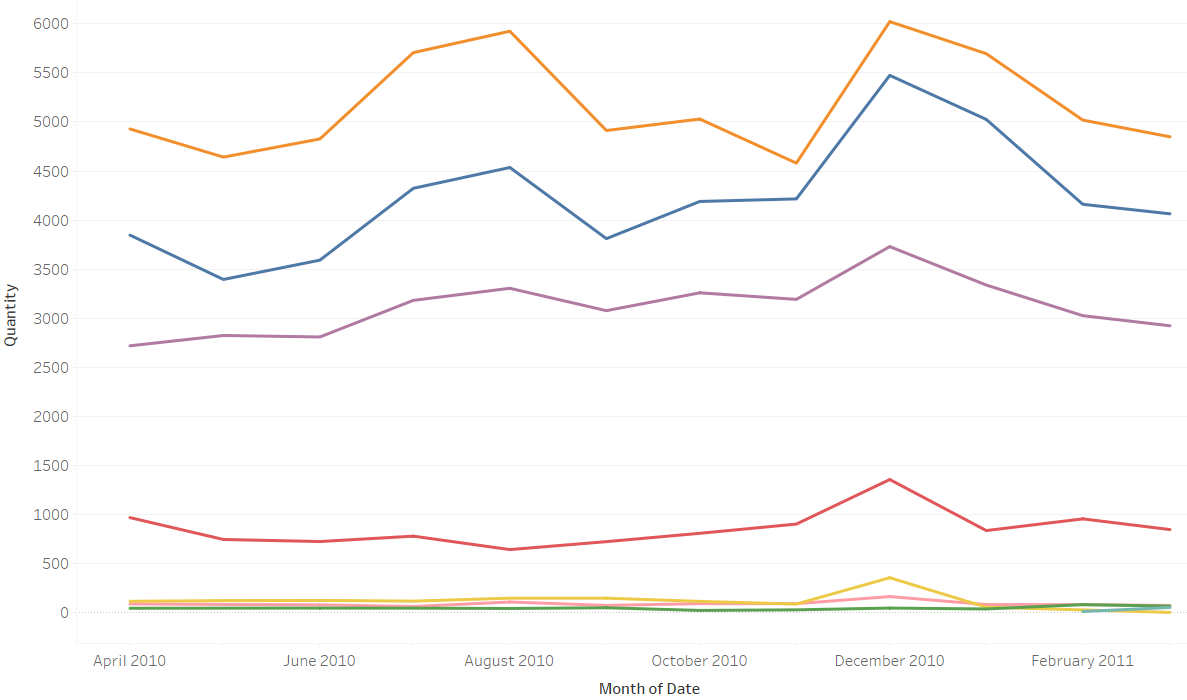 6000
5500
5000
4500
4000
3500
3000
2500
2000
1500
1000
500
0
Quantity
April 2010
June 2010
August 2010
October 2010
December 2010
February 2011
Month of Date